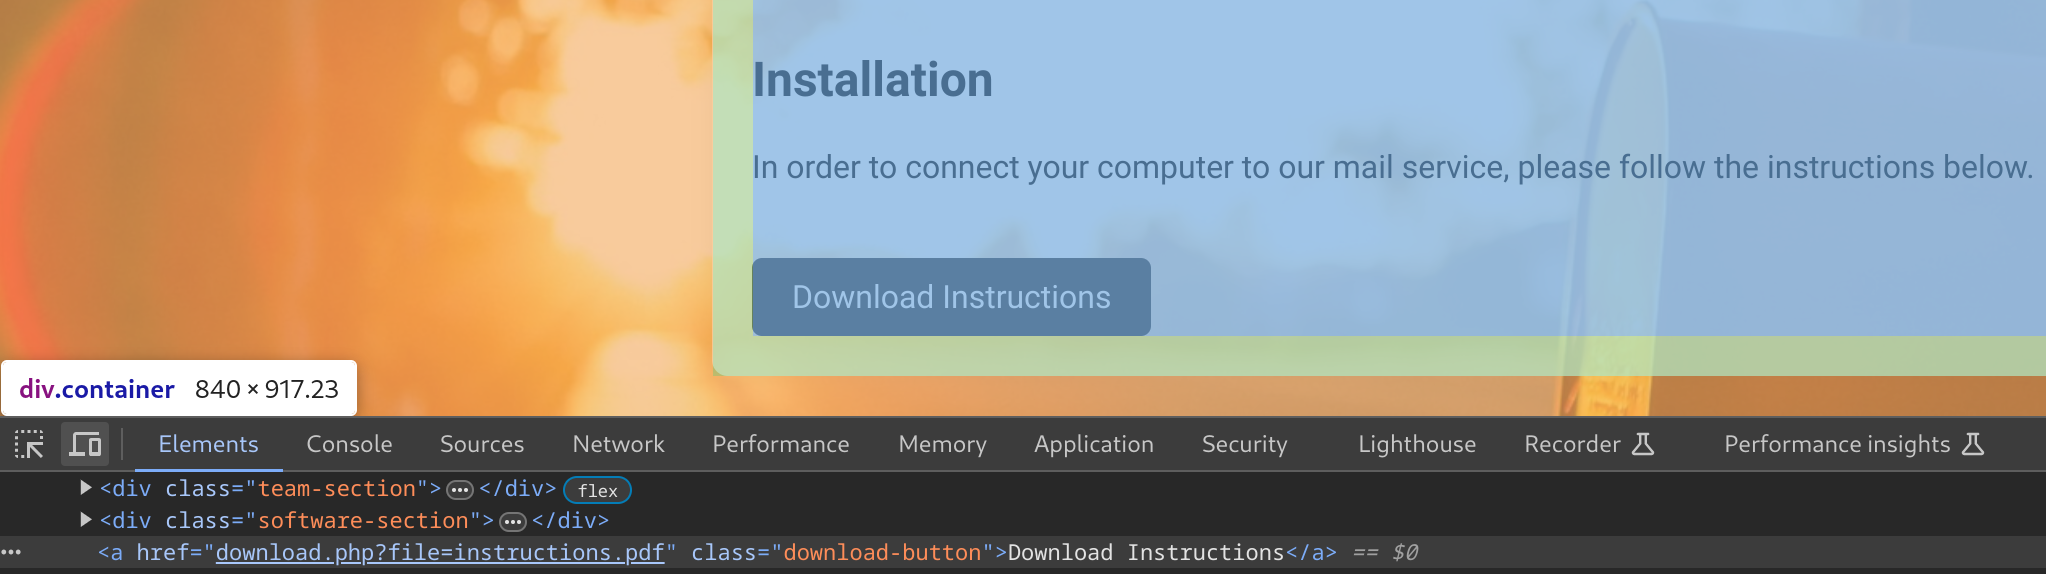 Installation
In order to connect your computer to our mail service, please follow the instructions below.
Download Instructions
div.container 840 × 917.23
Elements Console Sources Network Performance Memory Application Security Lighthouse Recorder Performance insights
<div class="team-section"> ••• </div> flex
<div class="software-section"> ••• </div>
••• <a href="download.php?file=instructions.pdf" class="download-button">Download Instructions</a> == $0